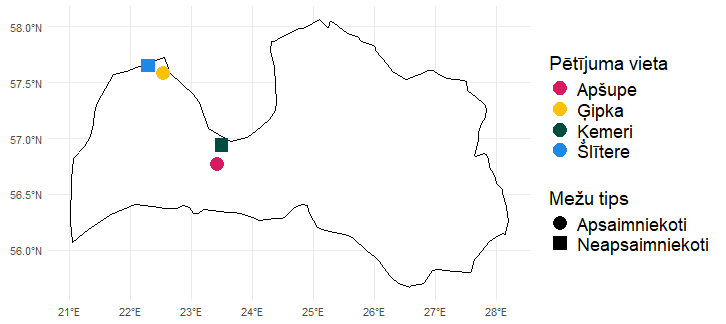 58.0°N
57.5°N
57.0°N
56.5°N
56.0°N
21°E 22°E 23°E 24°E 25°E 26°E 27°E 28°E
Pētījuma vieta
Apšupe
Ģipka
Ķemeri
Šlītere
Mežu tips
Apsaimniekoti
Neapsaimniekoti